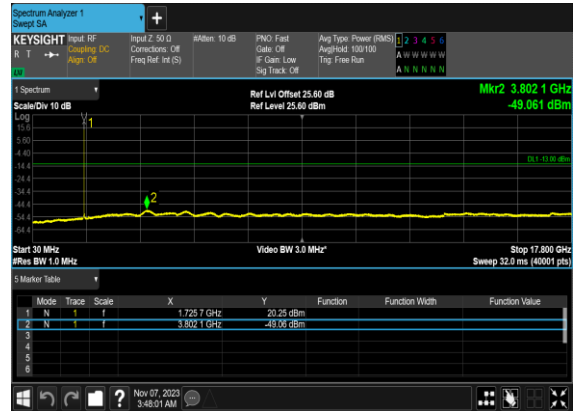 Spectrum Analyzer 1
Swept SA
+
KEYSIGHT Input: RF Input Z: 50 Ω #Atten: 10 dB PNO: Fast Avg Type: Power (RMS) 1 2 3 4 5 6
R T Coupling: DC Corrections: Off Gate: Off Avg|Hold: 100/100 A W W W W W
Align: Off Freq Ref: Int (S) IF Gain: Low Trig: Free Run
LW Sig Track: Off A N N N N N
1 Spectrum Ref Lvl Offset 25.60 dB Mkr2 3.802 1 GHz
Scale/Div 10 dB Ref Level 25.60 dBm -49.061 dBm
Log
15.6 1
5.60
-4.40
-14.4 DL1 -13.00 dBm
-24.4
-34.4
-44.4 2
-54.4
-64.4
Start 30 MHz Video BW 3.0 MHz* Stop 17.800 GHz
#Res BW 1.0 MHz Sweep 32.0 ms (40001 pts)
5 Marker Table
Mode Trace Scale X Y Function Function Width Function Value
1 N 1 f 1.725 7 GHz 20.25 dBm
2 N 1 f 3.802 1 GHz -49.06 dBm
3
4
5
6
? Nov 07, 2023
3:48:01 AM